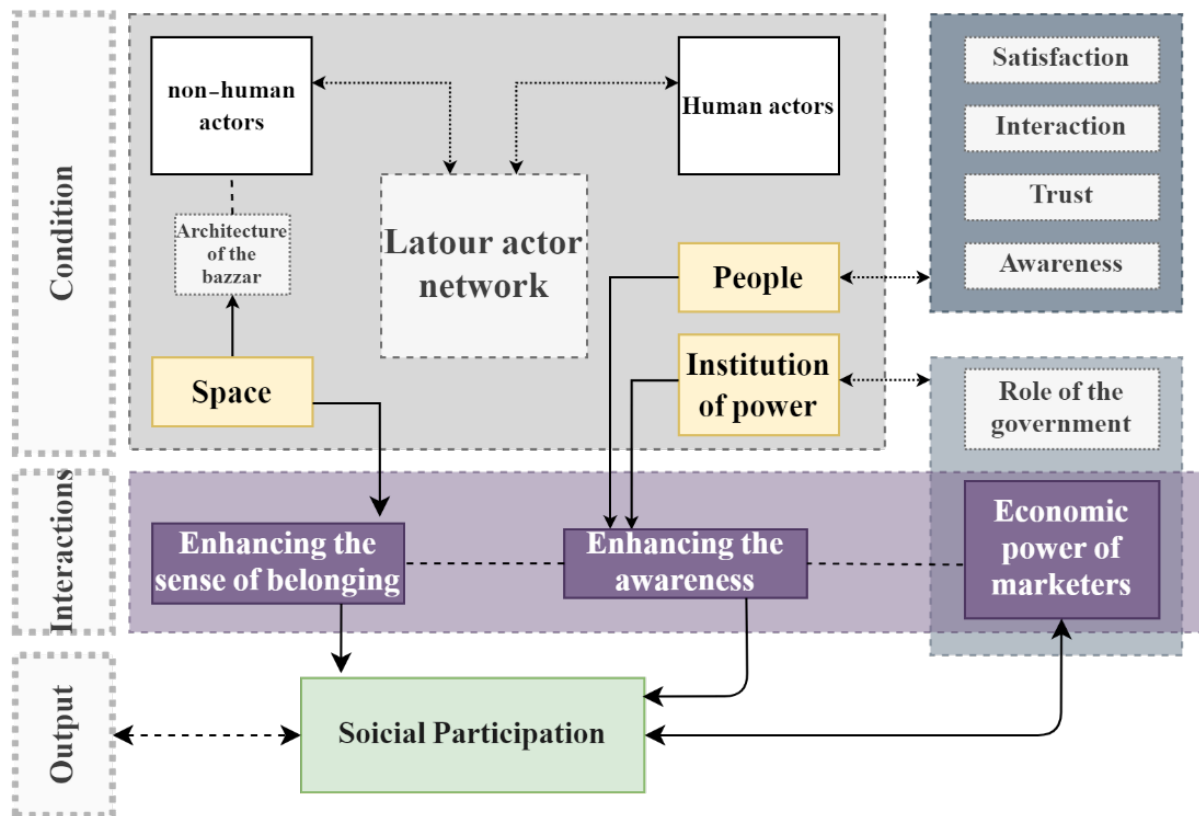 Condition
non-human
actors
Human actors
Architecture
of the
bazzar
Latour actor
network
Space
People
Institution
of power
Satisfaction
Interaction
Trust
Awareness
Role of the
government
Interactions
Enhancing the
sense of belonging
Enhancing the
awareness
Economic
power of
marketers
Output
Soicial Participation